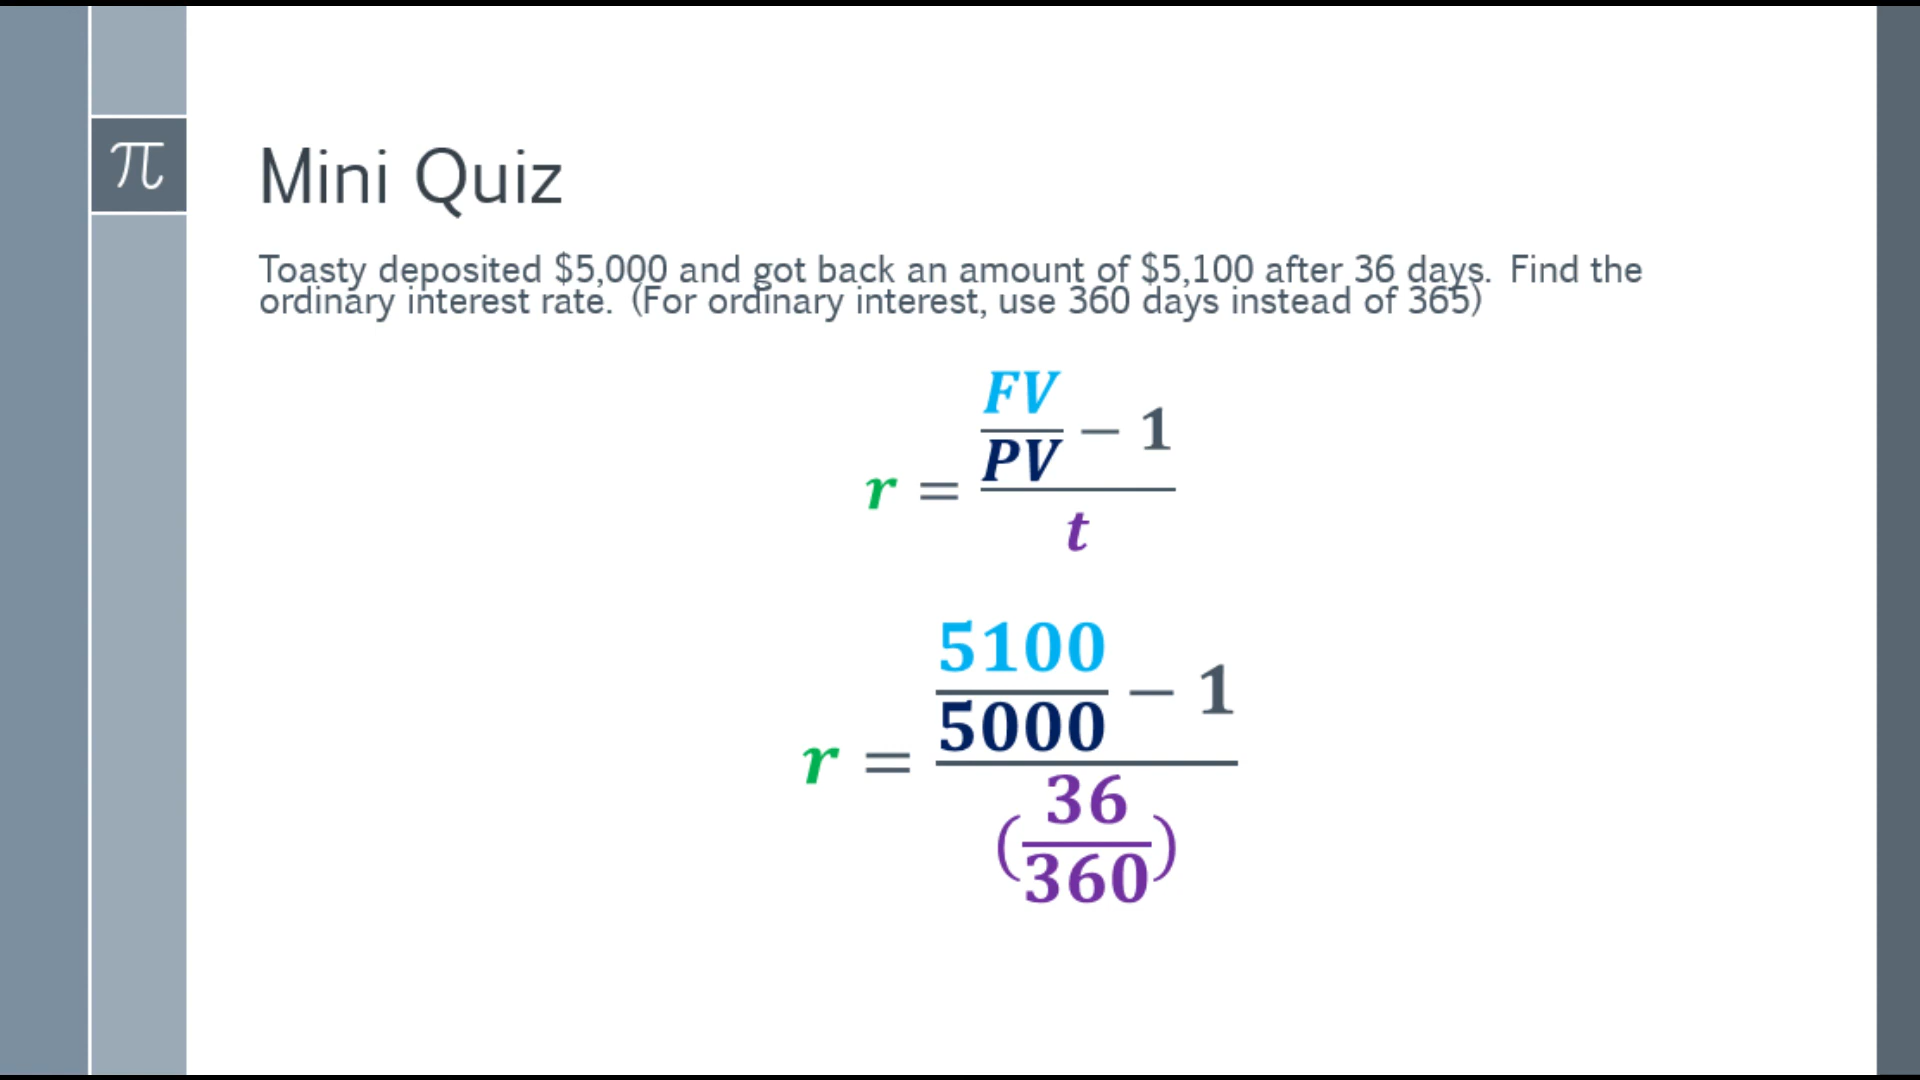 π
Mini Quiz
Toasty deposited $5,000 and got back an amount of $5,100 after 36 days. Find the
ordinary interest rate. (For ordinary interest, use 360 days instead of 365)
FV
− 1
PV
r =
t
5100
− 1
5000
r =
36
( )
360